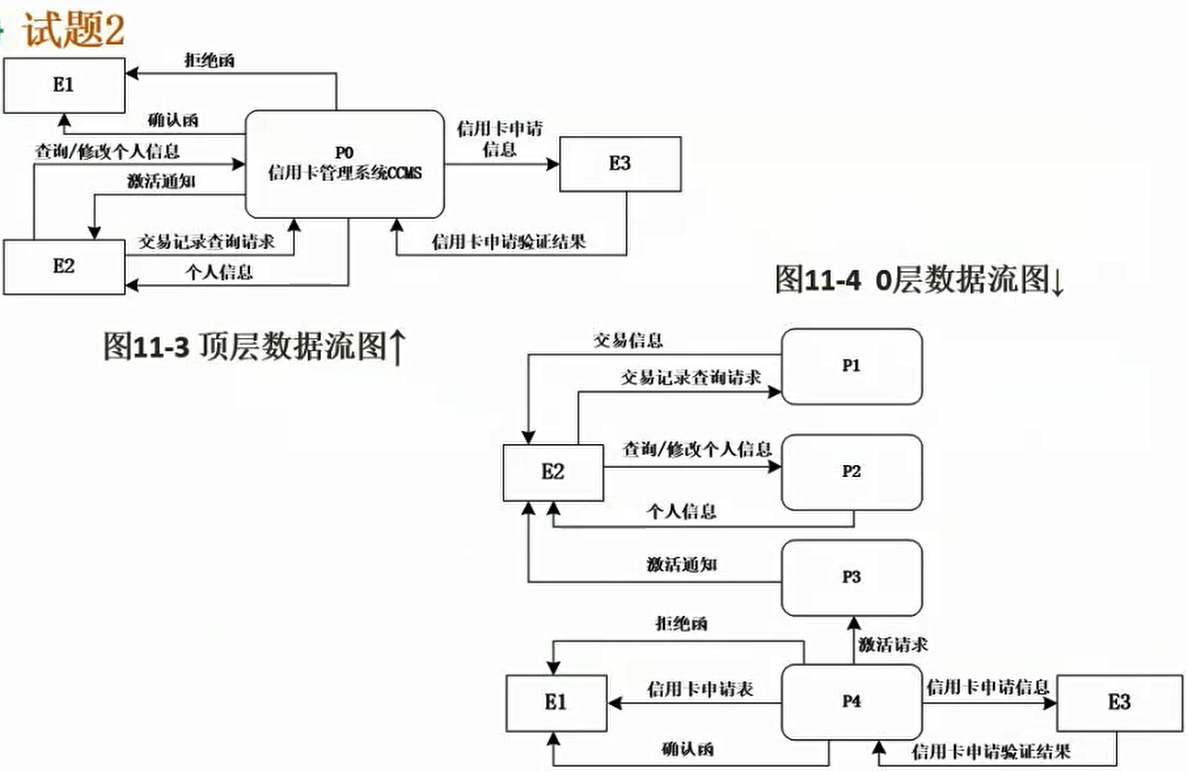 试题2
拒绝函
E1
确认函
信用卡申请
信息
P0
信用卡管理系统CCMS
E3
查询/修改个人信息
激活通知
交易记录查询请求
信用卡申请验证结果
E2
个人信息
图11-4 0层数据流图↓
图11-3 顶层数据流图↑
交易信息
P1
交易记录查询请求
查询/修改个人信息
E2
P2
个人信息
激活通知
P3
拒绝函
激活请求
信用卡申请表
信用卡申请信息
E1
P4
E3
确认函
信用卡申请验证结果